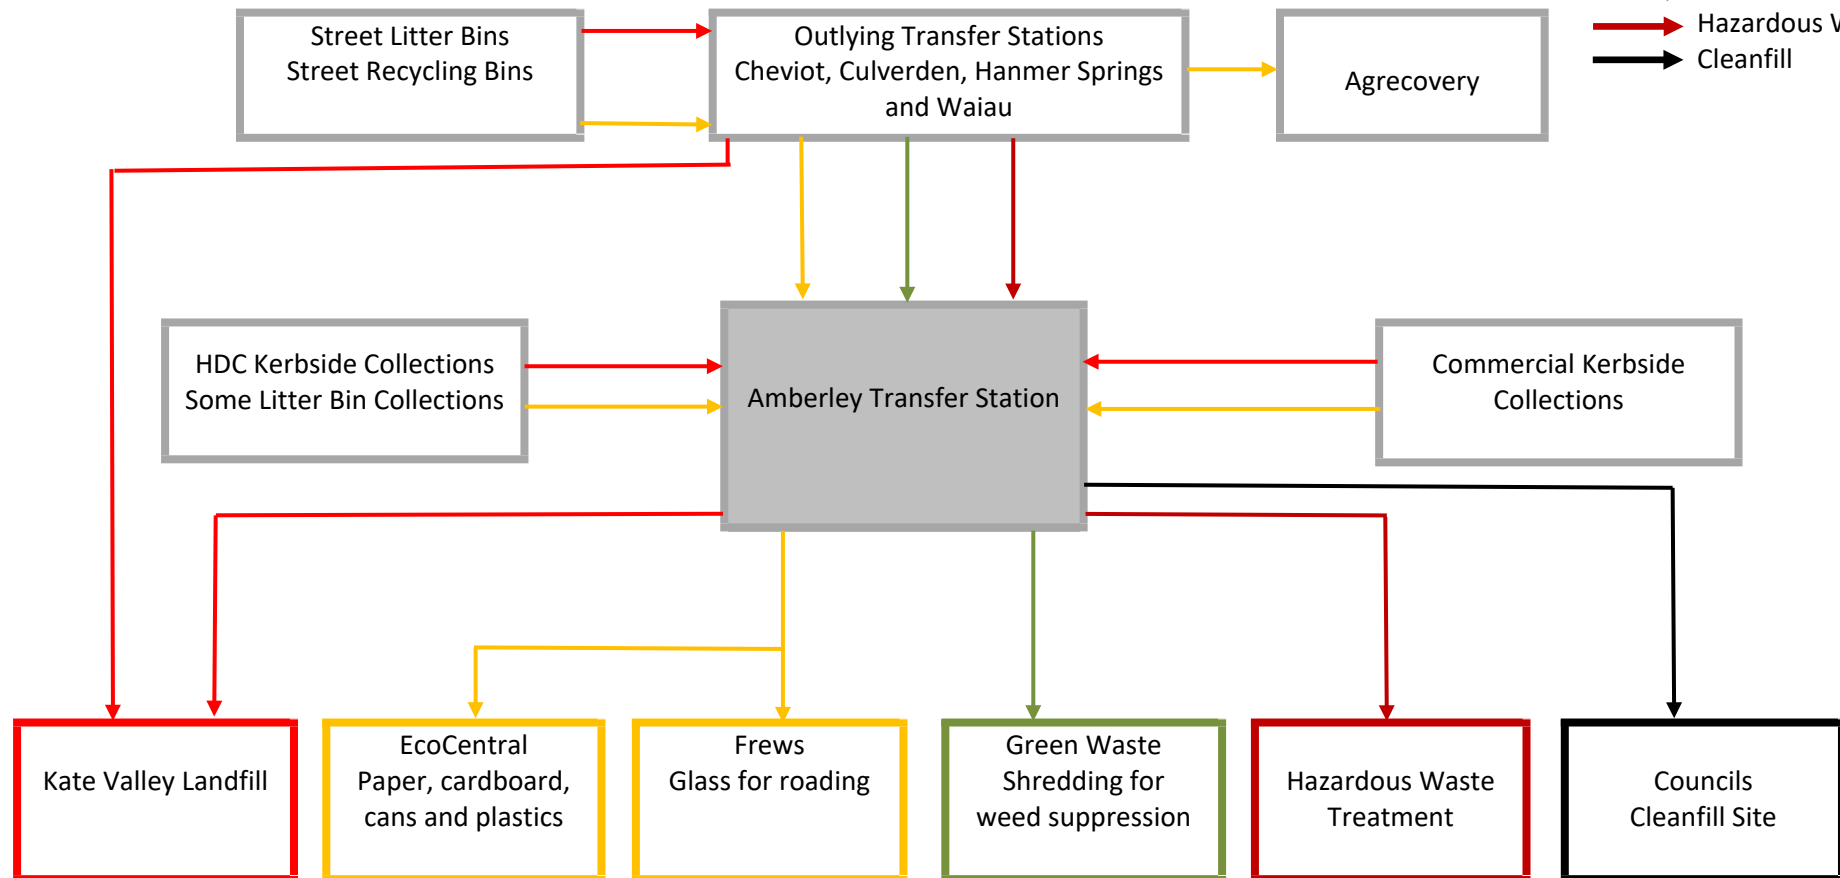 Street Litter Bins
Street Recycling Bins
Outlying Transfer Stations
Cheviot, Culverden, Hanmer Springs
and Waiau
Agrecovery
Hazardous
Cleanfill
HDC Kerbside Collections
Some Litter Bin Collections
Amberley Transfer Station
Commercial Kerbside
Collections
Kate Valley Landfill
EcoCentral
Paper, cardboard,
cans and plastics
Frews
Glass for roading
Green Waste
Shredding for
weed suppression
Hazardous Waste
Treatment
Councils
Cleanfill Site